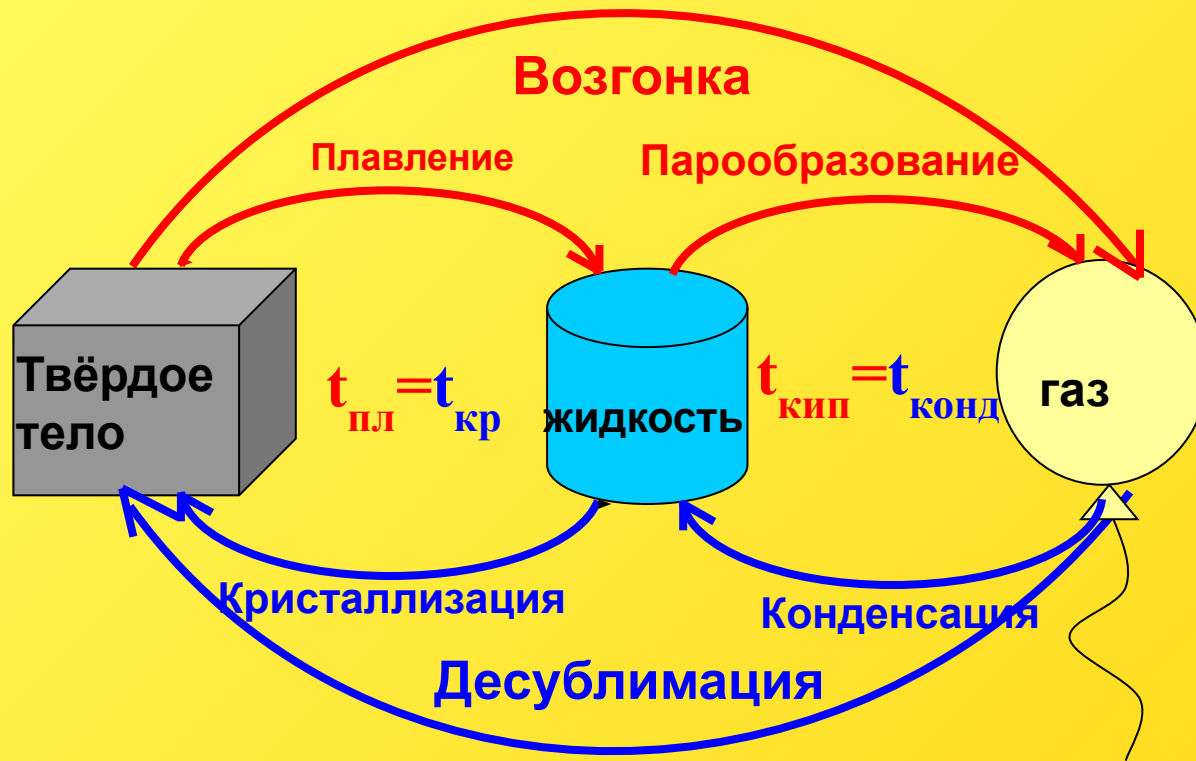 Возгонка
Плавление
Парообразование
Твёрдое
тело
tпл=tкр
жидкость
tкип=tконд
газ
Кристаллизация
Конденсация
Десублимация